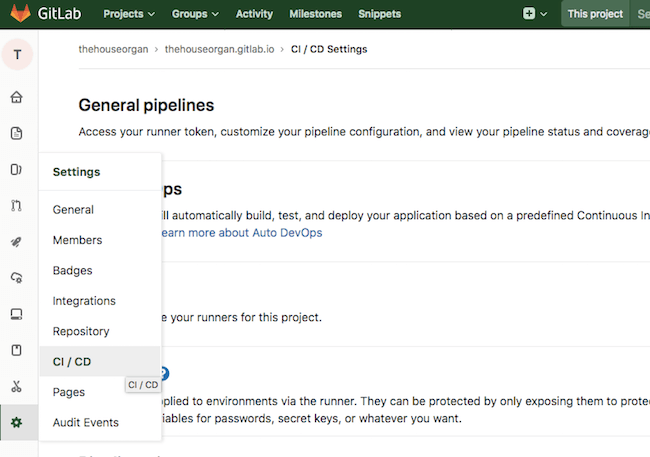 GitLab Projects Groups Activity Milestones Snippets This project Se
T
thehouseorgan > thehouseorgan.gitlab.io > CI / CD Settings
General pipelines
Access your runner token, customize your pipeline configuration, and view your pipeline status and coverage
Settings
ps
General
ll automatically build, test, and deploy your application based on a predefined Continuous In
Members
earn more about Auto DevOps
Badges
Integrations
e your runners for this project.
Repository
CI / CD
?
CI / CD
Pages
pplied to environments via the runner. They can be protected by only exposing them to prote
Audit Events
riables for passwords, secret keys, or whatever you want.